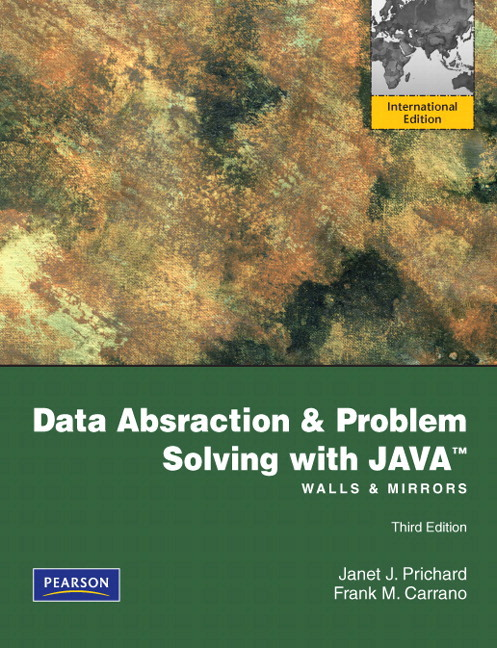 International
Edition
Data Absraction & Problem
Solving with JAVA™
WALLS & MIRRORS
Third Edition
Janet J. Prichard
Frank M. Carrano
PEARSON